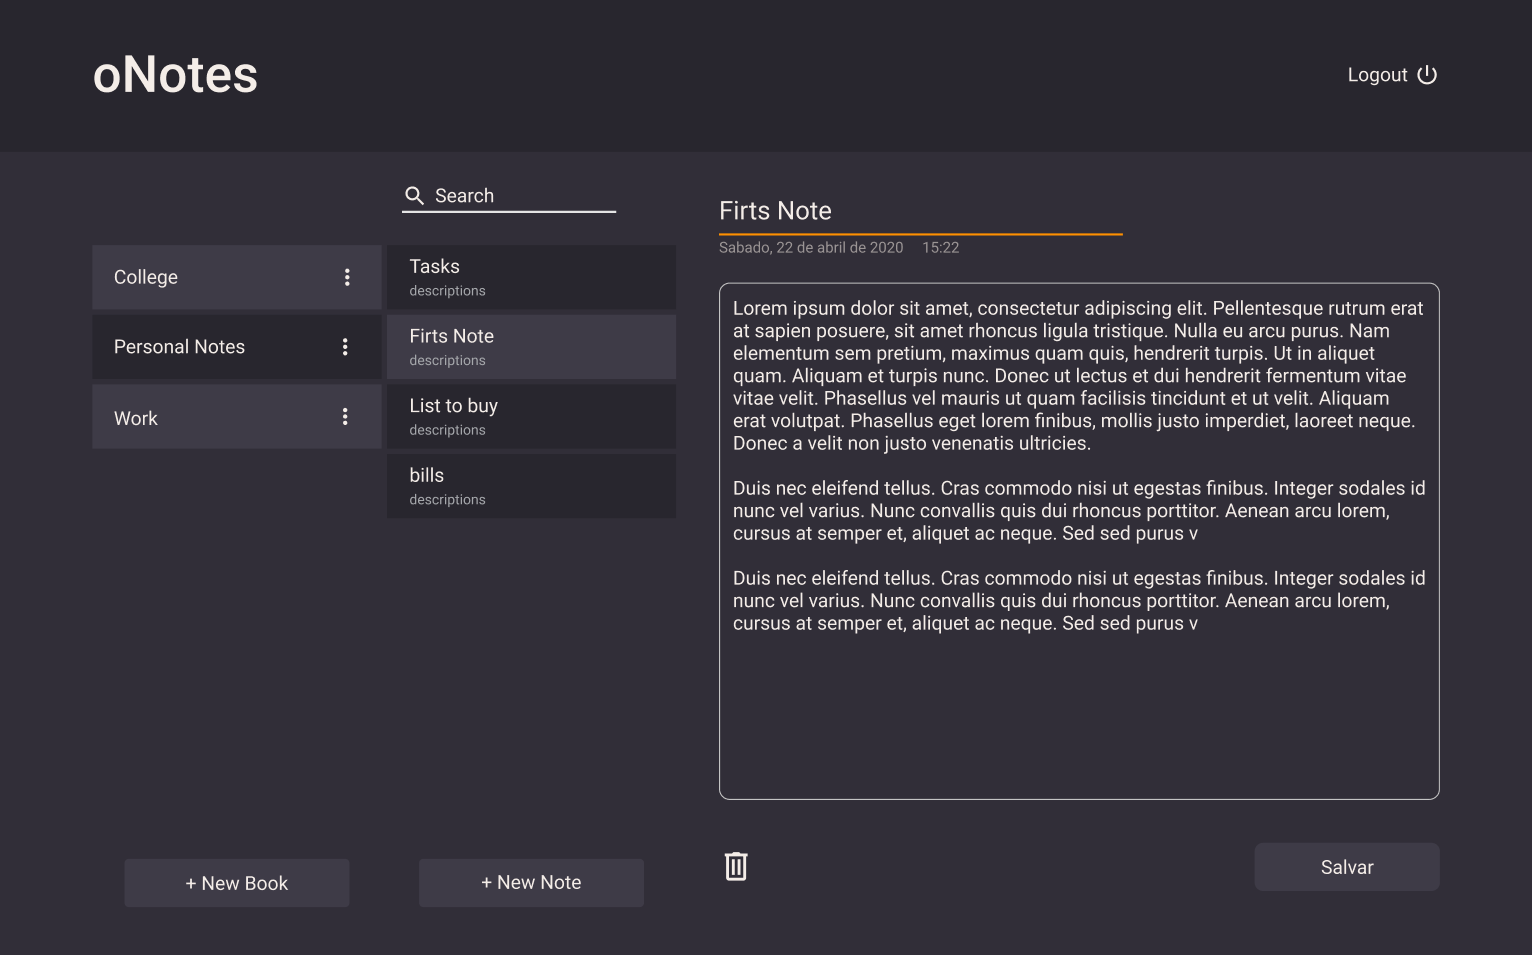 oNotes
Logout
Search
College
Personal Notes
Work
Tasks
descriptions
Firts Note
descriptions
List to buy
descriptions
bills
descriptions
+ New Book
+ New Note
Firts Note
Sabado, 22 de abril de 2020 15:22
Lorem ipsum dolor sit amet, consectetur adipiscing elit. Pellentesque rutrum erat
at sapien posuere, sit amet rhoncus ligula tristique. Nulla eu arcu purus. Nam
elementum sem pretium, maximus quam quis, hendrerit turpis. Ut in aliquet
quam. Aliquam et turpis nunc. Donec ut lectus et dui hendrerit fermentum vitae
vitae velit. Phasellus vel mauris ut quam facilisis tincidunt et ut velit. Aliquam
erat volutpat. Phasellus eget lorem finibus, mollis justo imperdiet, laoreet neque.
Donec a velit non justo venenatis ultricies.
Duis nec eleifend tellus. Cras commodo nisi ut egestas finibus. Integer sodales id
nunc vel varius. Nunc convallis quis dui rhoncus porttitor. Aenean arcu lorem,
cursus at semper et, aliquet ac neque. Sed sed purus v
Duis nec eleifend tellus. Cras commodo nisi ut egestas finibus. Integer sodales id
nunc vel varius. Nunc convallis quis dui rhoncus porttitor. Aenean arcu lorem,
cursus at semper et, aliquet ac neque. Sed sed purus v
Salvar